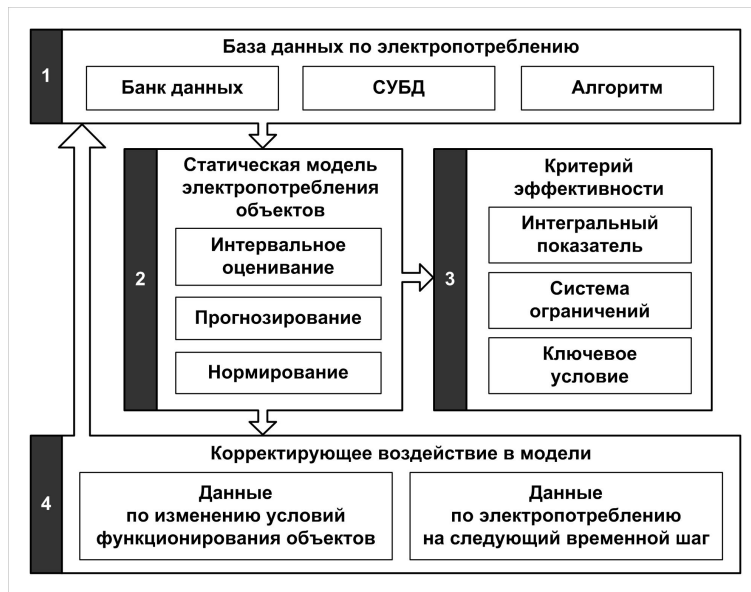 1
База данных по электропотреблению
Банк данных
СУБД
Алгоритм
2
Статическая модель
электропотребления
объектов
Интервальное
оценивание
Прогнозирование
Нормирование
3
Критерий
эффективности
Интегральный
показатель
Система
ограничений
Ключевое
условие
4
Корректирующее воздействие в модели
Данные
по изменению условий
функционирования объектов
Данные
по электропотреблению
на следующий временной шаг